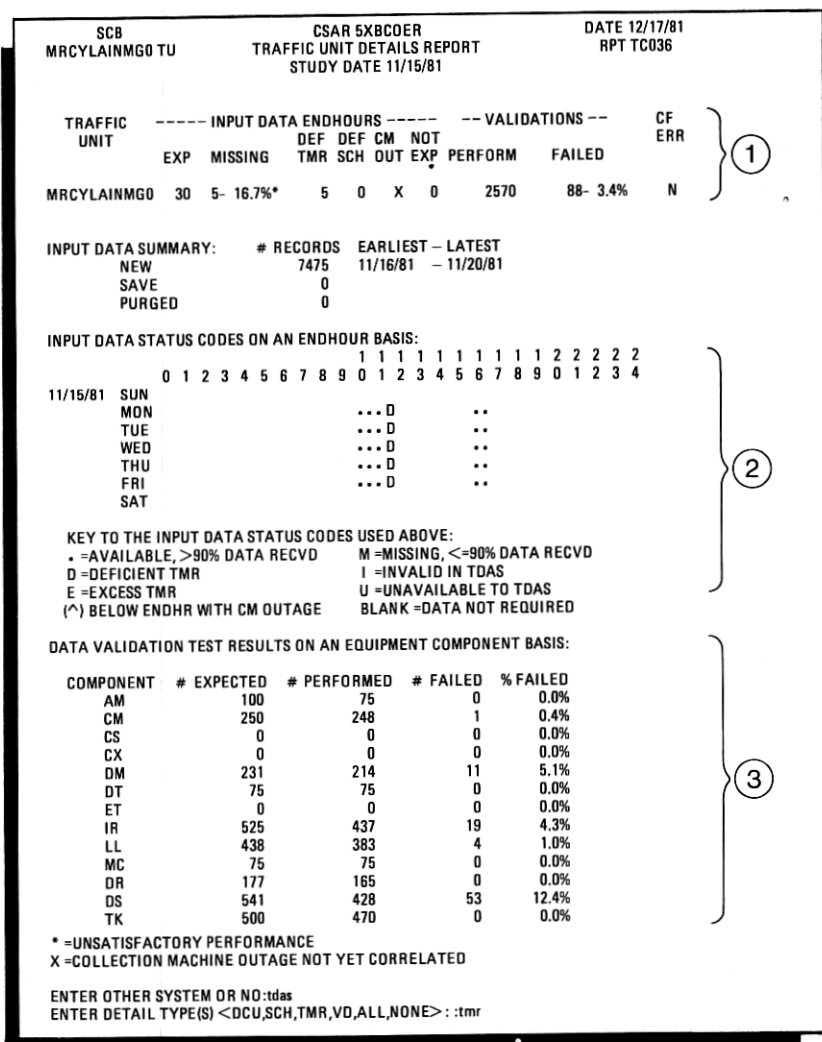 SCB CSAR 5XBCOER DATE 12/17/81
MRCYLAINMG0 TU TRAFFIC UNIT DETAILS REPORT RPT TC036
STUDY DATE 11/15/81
TRAFFIC ----- INPUT DATA ENDHOURS ----- -- VALIDATIONS -- CF
UNIT DEF DEF CM NOT ERR
EXP MISSING TMR SCH OUT EXP PERFORM FAILED
MRCYLAINMG0 30 5- 16.7%* 5 0 X 0 2570 88- 3.4% N
1
INPUT DATA SUMMARY: # RECORDS EARLIEST – LATEST
NEW 7475 11/16/81 – 11/20/81
SAVE 0
PURGED 0
INPUT DATA STATUS CODES ON AN ENDHOUR BASIS:
1 1 1 1 1 1 1 1 1 1 2 2 2 2 2
0 1 2 3 4 5 6 7 8 9 0 1 2 3 4 5 6 7 8 9 0 1 2 3 4
11/15/81 SUN
MON ...D ..
TUE ...D ..
WED ...D ..
THU ...D ..
FRI ...D ..
SAT
2
KEY TO THE INPUT DATA STATUS CODES USED ABOVE:
. =AVAILABLE, >90% DATA RECVD M =MISSING, <=90% DATA RECVD
D =DEFICIENT TMR I =INVALID IN TDAS
E =EXCESS TMR U =UNAVAILABLE TO TDAS
(^) BELOW ENDHR WITH CM OUTAGE BLANK =DATA NOT REQUIRED
DATA VALIDATION TEST RESULTS ON AN EQUIPMENT COMPONENT BASIS:
COMPONENT # EXPECTED # PERFORMED # FAILED % FAILED
AM 100 75 0 0.0%
CM 250 248 1 0.4%
CS 0 0 0 0.0%
CX 0 0 0 0.0%
DM 231 214 11 5.1%
DT 75 75 0 0.0%
ET 0 0 0 0.0%
IR 525 437 19 4.3%
LL 438 383 4 1.0%
MC 75 75 0 0.0%
DR 177 165 0 0.0%
DS 541 428 53 12.4%
TK 500 470 0 0.0%
3
* =UNSATISFACTORY PERFORMANCE
X =COLLECTION MACHINE OUTAGE NOT YET CORRELATED
ENTER OTHER SYSTEM OR NO:tdas
ENTER DETAIL TYPE(S) <DCU,SCH,TMR,VD,ALL,NONE>: :tmr